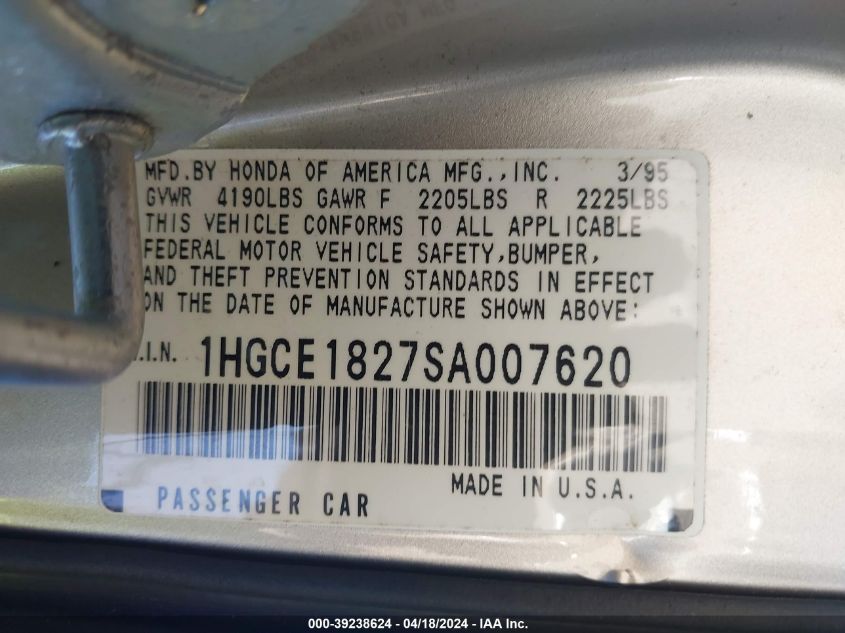 MFD.BY HONDA OF AMERICA MFG.,INC. 3/95
GVWR 4190LBS GAWR F 2205LBS R 2225LBS
THIS VEHICLE CONFORMS TO ALL APPLICABLE
FEDERAL MOTOR VEHICLE SAFETY,BUMPER,
AND THEFT PREVENTION STANDARDS IN EFFECT
ON THE DATE OF MANUFACTURE SHOWN ABOVE:
.I.N. 1HGCE1827SA007620
MADE IN U.S.A.
PASSENGER CAR
000-39238624 - 04/18/2024 - IAA Inc.